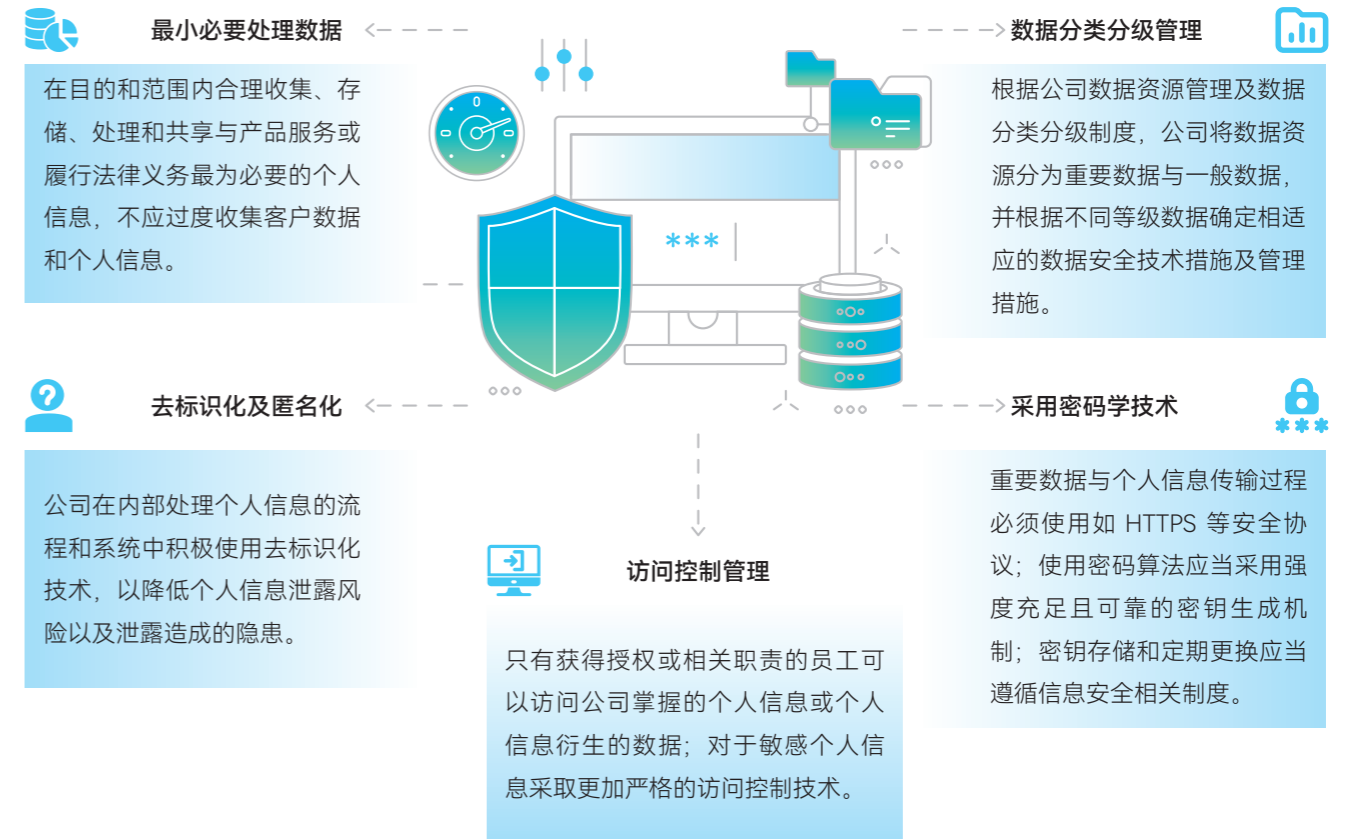 最小必要处理数据
在目的和范围内合理收集、存
储、处理和共享与产品服务或
履行法律义务最为必要的个人
信息，不应过度收集客户数据
和个人信息。
数据分类分级管理
根据公司数据资源管理及数据
分类分级制度，公司将数据资
源分为重要数据与一般数据，
并根据不同等级数据确定相适
应的数据安全技术措施及管理
措施。
0
***
去标识化及匿名化
公司在内部处理个人信息的流
程和系统中积极使用去标识化
技术，以降低个人信息泄露风
险以及泄露造成的隐患。
采用密码学技术
重要数据与个人信息传输过程
必须使用如 HTTPS 等安全协
议；使用密码算法应当采用强
度充足且可靠的密钥生成机
制；密钥存储和定期更换应当
遵循信息安全相关制度。
访问控制管理
只有获得授权或相关职责的员工可
以访问公司掌握的个人信息或个人
信息衍生的数据；对于敏感个人信
息采取更加严格的访问控制技术。